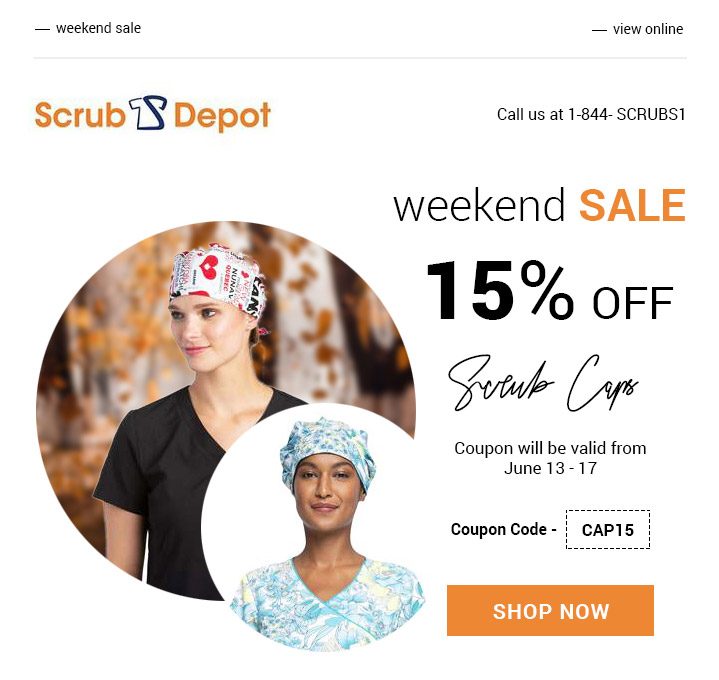 — weekend sale
— view online
Scrub Depot
Call us at 1-844- SCRUBS1
weekend SALE
15% OFF
Scrub Caps
Coupon will be valid from
June 13 - 17
Coupon Code - CAP15
SHOP NOW
QUEBEC